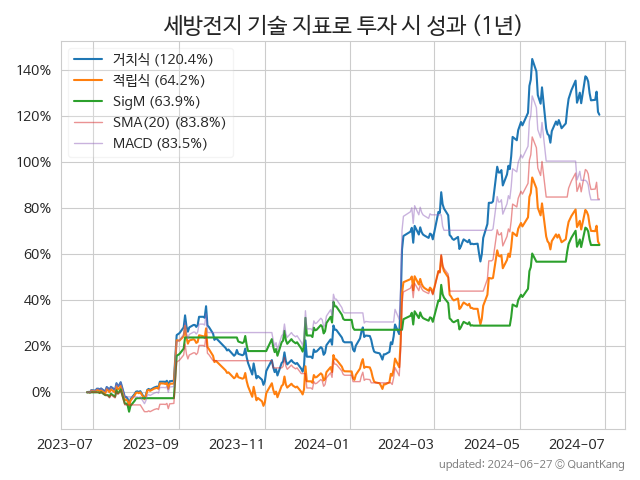 세방전지 기술 지표로 투자 시 성과 (1년)
거치식 (120.4%)
적립식 (64.2%)
SigM (63.9%)
SMA(20) (83.8%)
MACD (83.5%)
140%
120%
100%
80%
60%
40%
20%
0%
2023-07 2023-09 2023-11 2024-01 2024-03 2024-05 2024-07
updated: 2024-06-27 © QuantKang